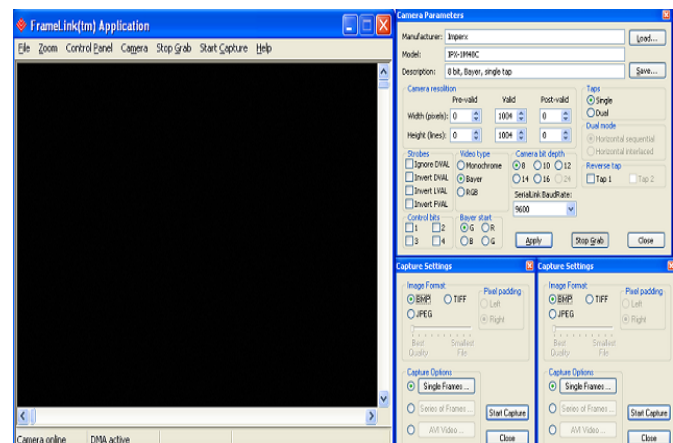 FrameLink(tm) Application
File Zoom Control Panel Camera Stop Grab Start Capture Help
Camera online DMA active
Camera Parameters
Manufacturer: Imperx Load...
Model: IPX-1M48C
Description: 8 bit, Bayer, single tap Save...
Camera resolition
Pre-valid Valid Post-valid
Width (pixels): 0 1004 0
Height (lines): 0 1004 0
Taps
Single
Dual
Dual mode
Horizontal sequential
Horizontal interlaced
Reverse tap
Tap 1 Tap 2
Strobes
Ignore DVAL
Invert DVAL
Invert LVAL
Invert FVAL
Video type
Monochrome
Bayer
RGB
Camera bit depth
8 10 12
14 16 24
SerialLink BaudRate:
9600
Control bits
1 2
3 4
Bayer start
G R
B G
Apply Stop Grab Close
Capture Settings
Image Format
BMP TIFF
JPEG
Best Smallest
Quality File
Pixel padding
Left
Right
Capture Options
Single Frames ...
Series of Frames ... Start Capture
AVI Video ... Close
Capture Settings
Image Format
BMP TIFF
JPEG
Best Smallest
Quality File
Pixel padding
Left
Right
Capture Options
Single Frames ...
Series of Frames ... Start Capture
AVI Video ... Close